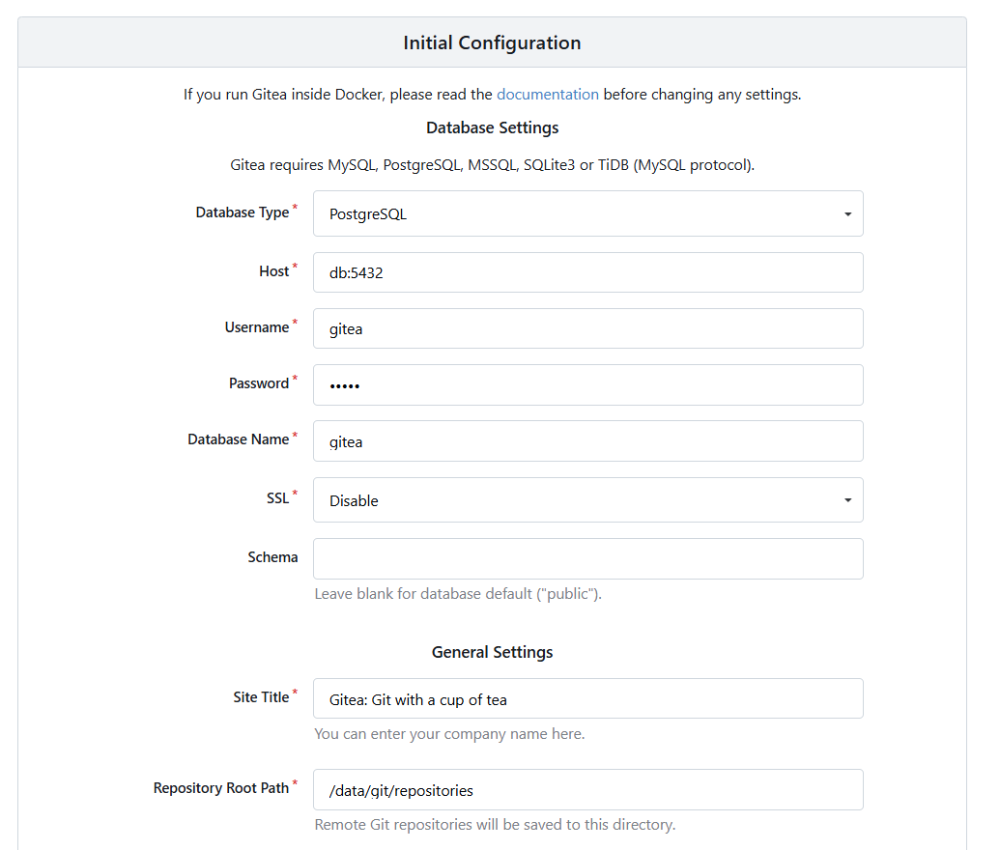 Initial Configuration
If you run Gitea inside Docker, please read the documentation before changing any settings.
Database Settings
Gitea requires MySQL, PostgreSQL, MSSQL, SQLite3 or TiDB (MySQL protocol).
Database Type* PostgreSQL
Host* db:5432
Username* gitea
Password* •••••
Database Name* gitea
SSL* Disable
Schema
Leave blank for database default ("public").
General Settings
Site Title* Gitea: Git with a cup of tea
You can enter your company name here.
Repository Root Path* /data/git/repositories
Remote Git repositories will be saved to this directory.